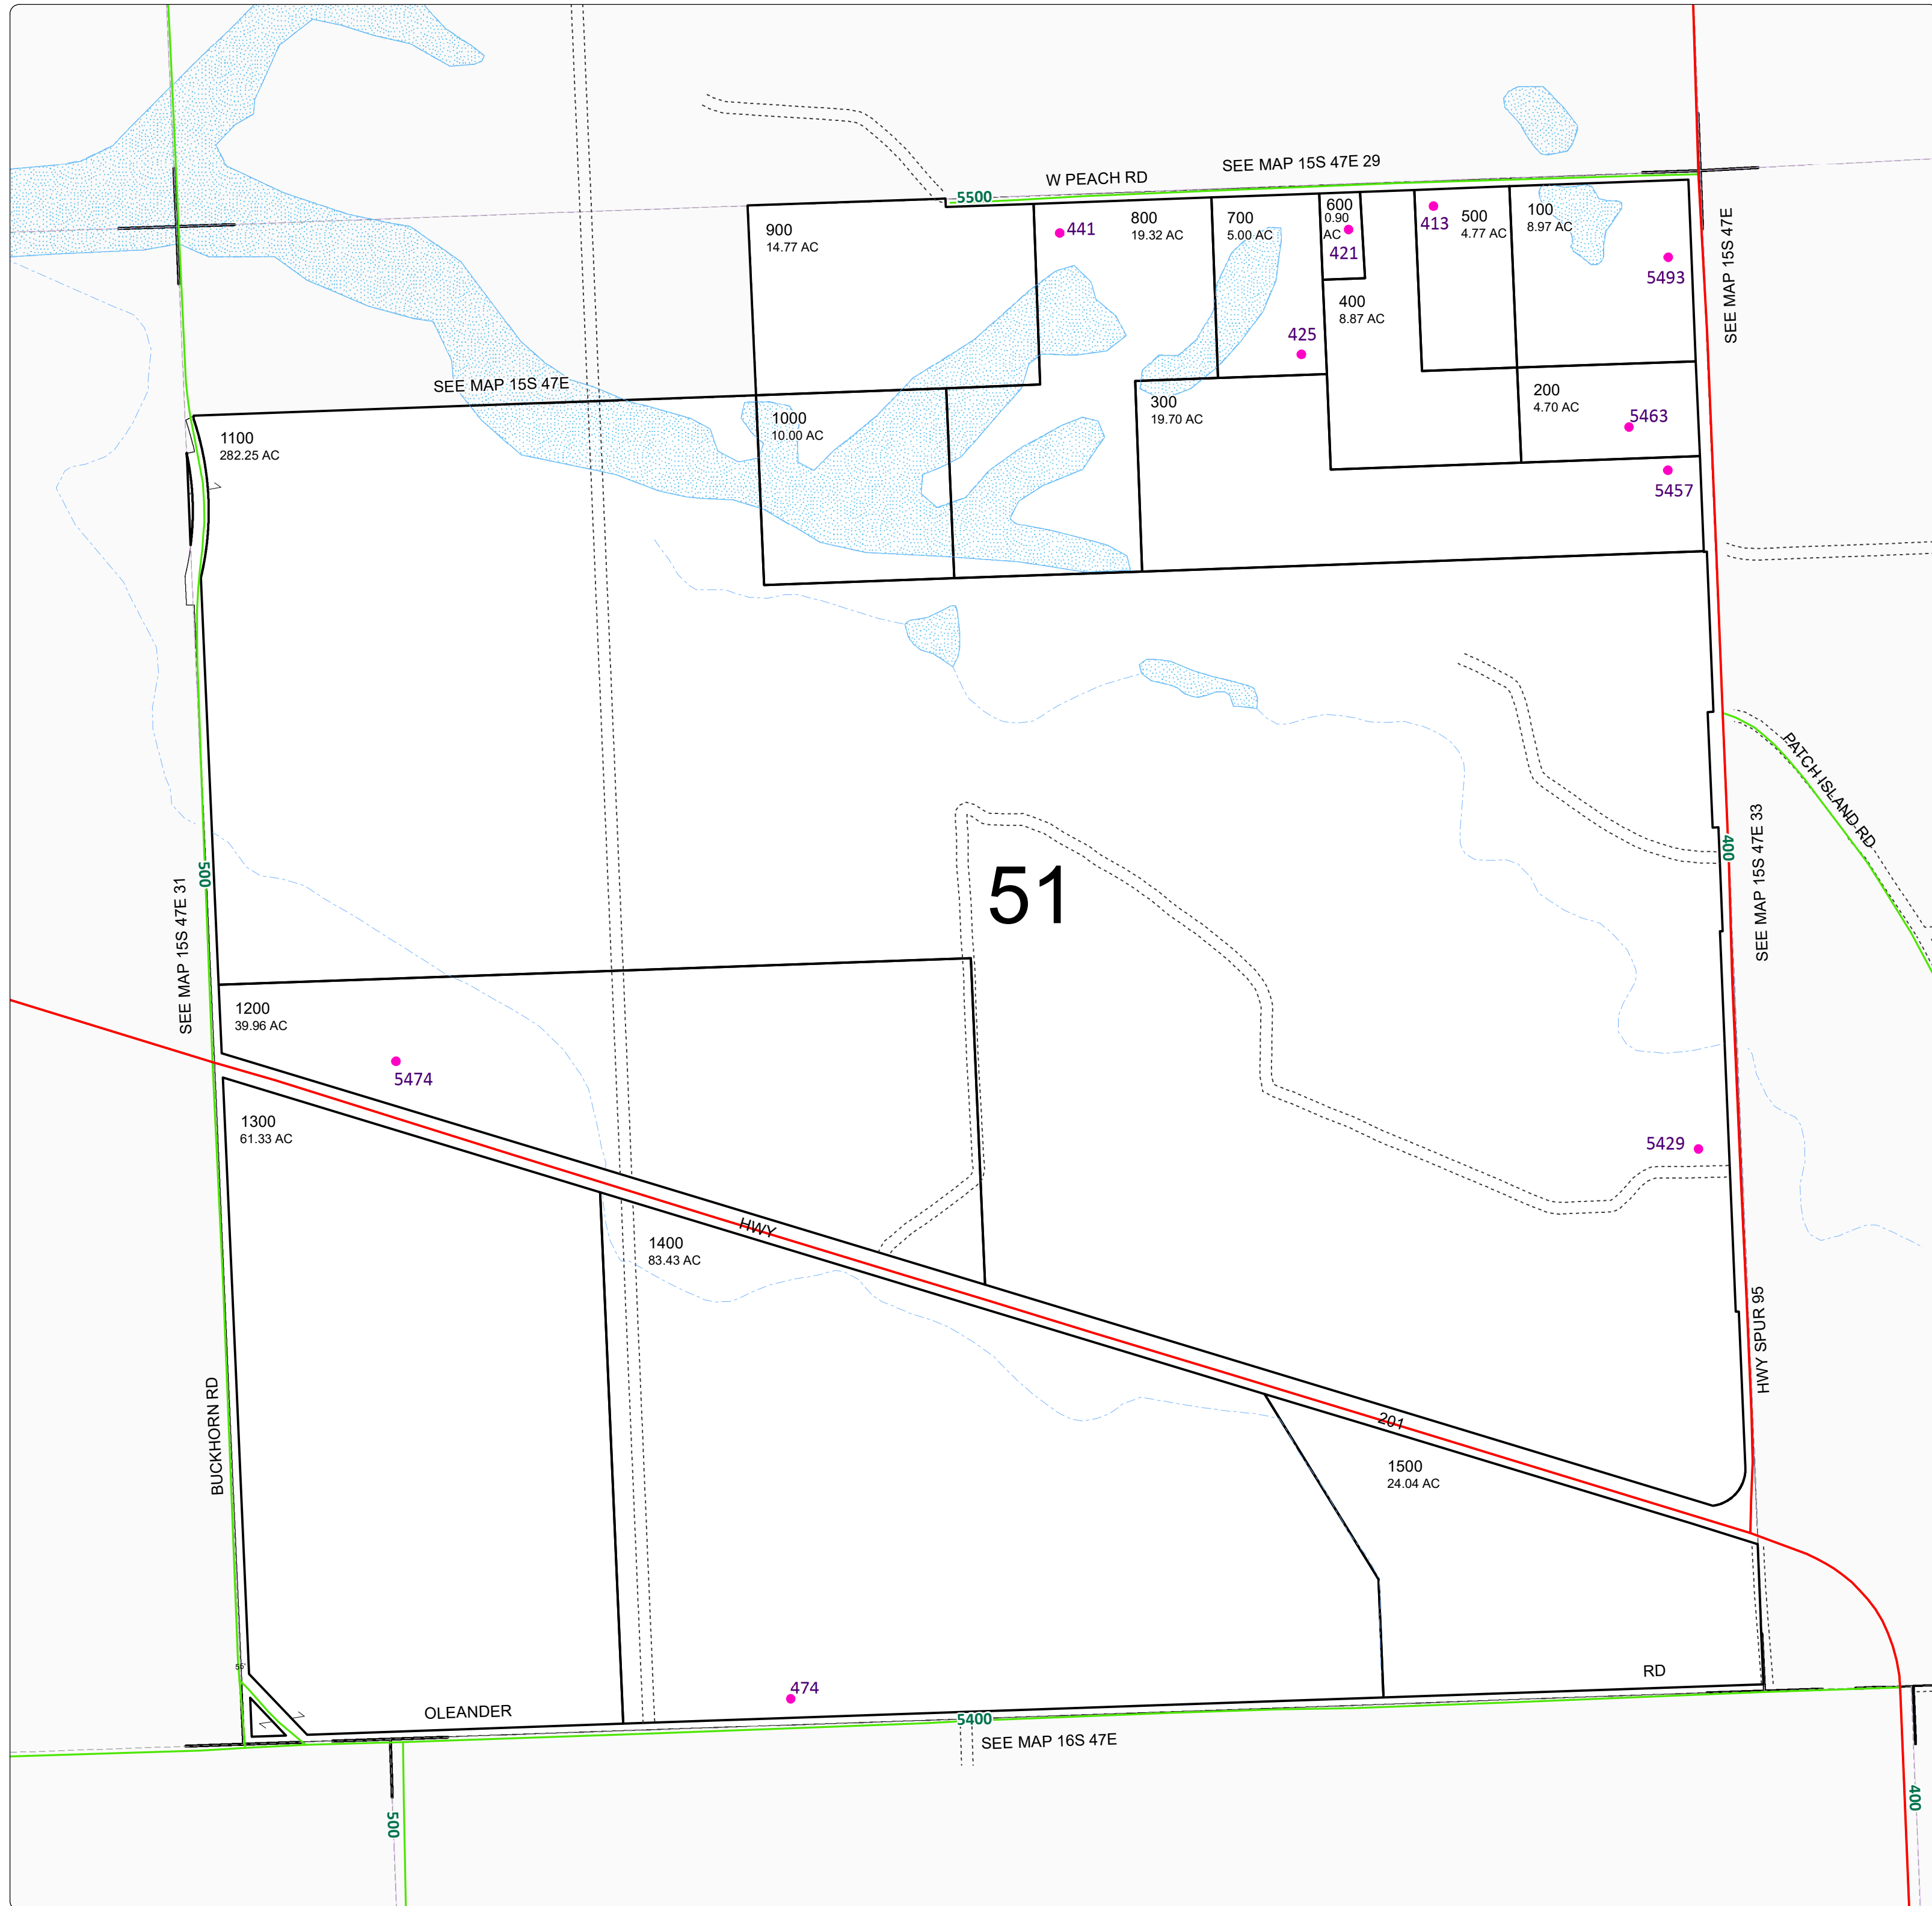 SEE MAP 15S 47E 29
W PEACH RD
5500
900
14.77 AC
441
800
19.32 AC
700
5.00 AC
600
0.90
AC
421
413
500
4.77 AC
100
8.97 AC
5493
SEE MAP 15S 47E
400
8.87 AC
425
SEE MAP 15S 47E
200
4.70 AC
5463
300
19.70 AC
1000
10.00 AC
1100
282.25 AC
5457
PATCH ISLAND RD
400
SEE MAP 15S 47E 33
500
SEE MAP 15S 47E 31
51
1200
39.96 AC
5474
1300
61.33 AC
5429
HWY
1400
83.43 AC
HWY SPUR 95
201
BUCKHORN RD
1500
24.04 AC
RD
474
OLEANDER
5400
SEE MAP 16S 47E
500
400